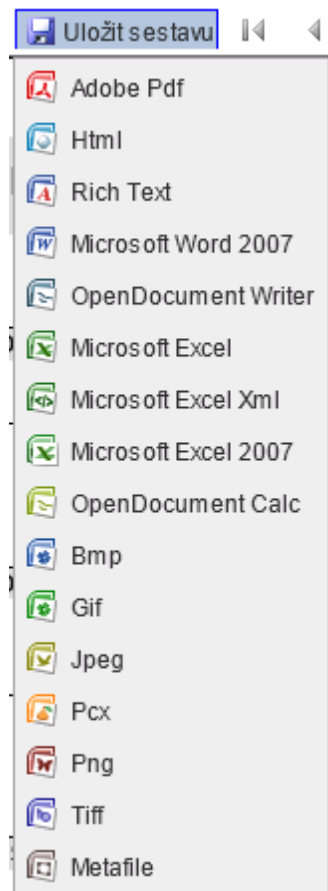 Uložit sestavu
Adobe Pdf
Html
Rich Text
Microsoft Word 2007
OpenDocument Writer
Microsoft Excel
Microsoft Excel Xml
Microsoft Excel 2007
OpenDocument Calc
Bmp
Gif
Jpeg
Pcx
Png
Tiff
Metafile